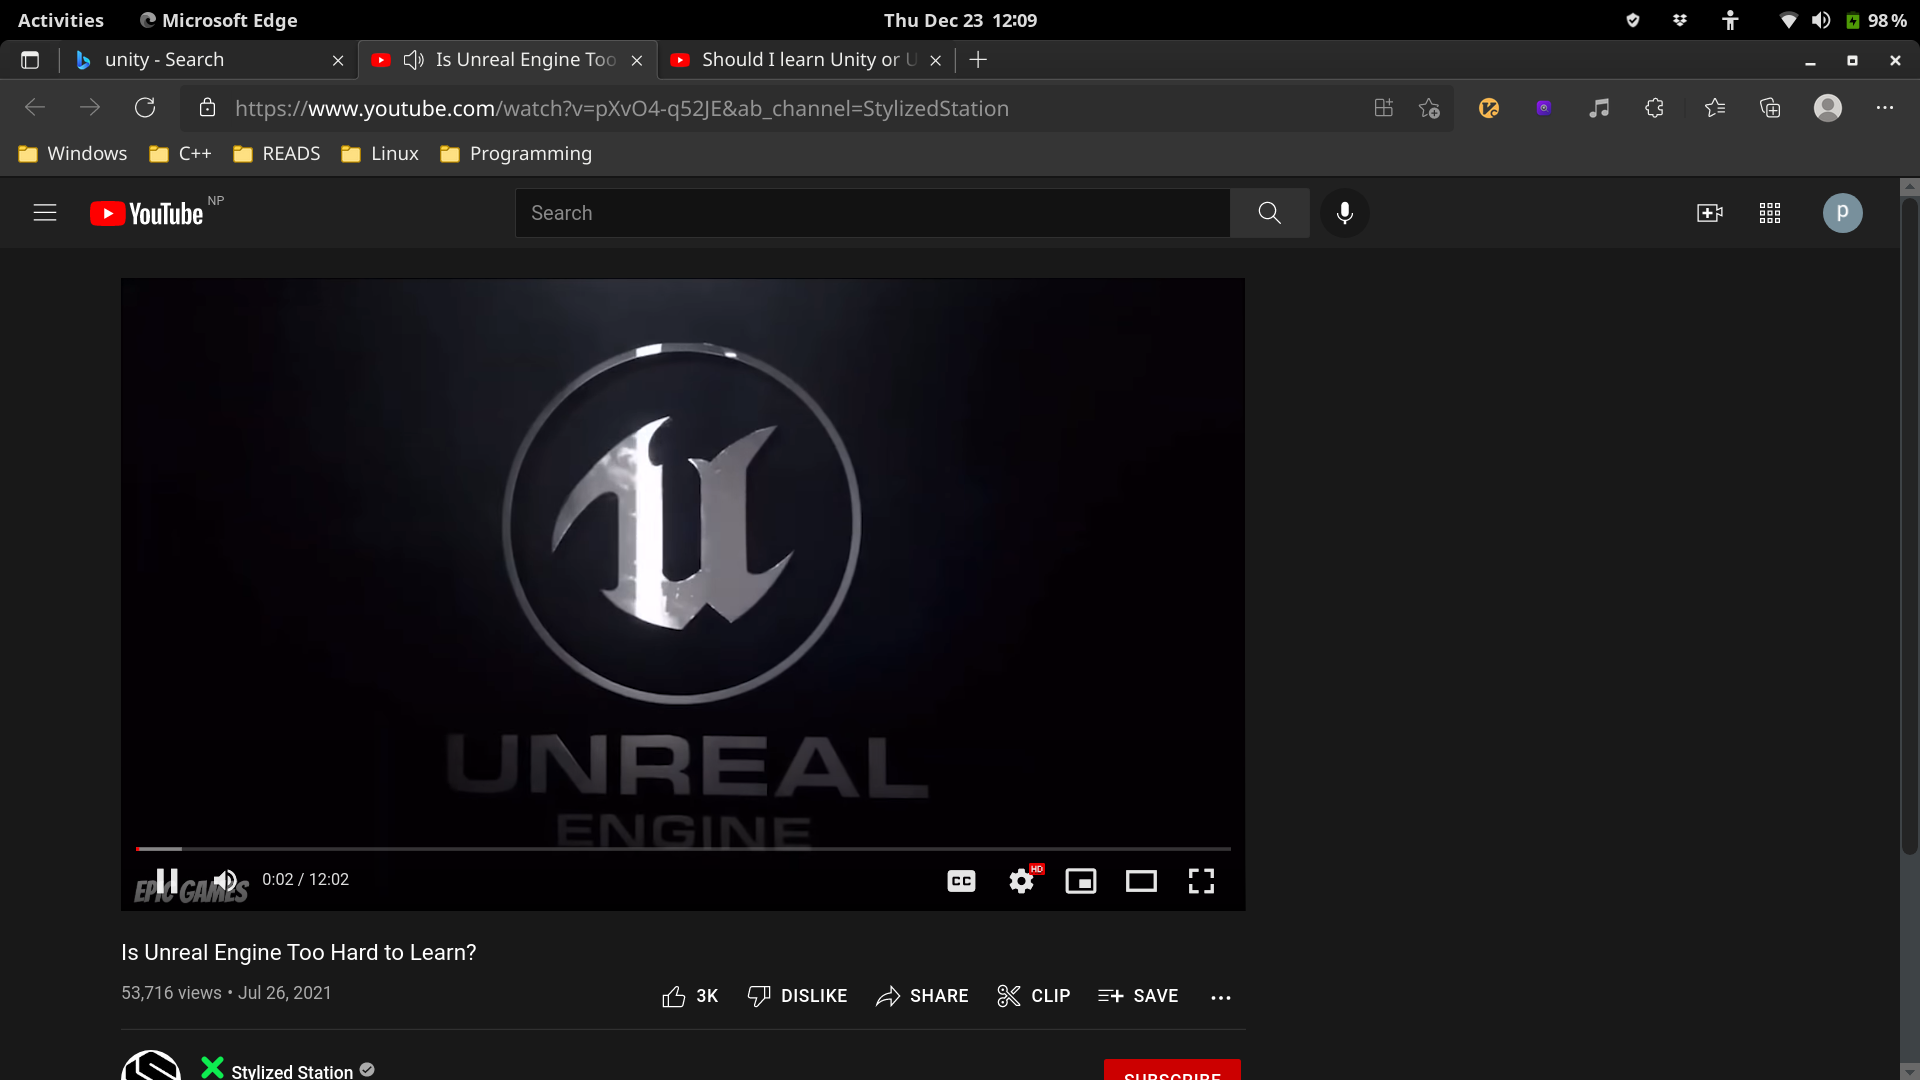 Activities Microsoft Edge Thu Dec 23 12:09 98%
unity - Search Is Unreal Engine Too Should I learn Unity or U
https://www.youtube.com/watch?v=pXvO4-q52JE&ab_channel=StylizedStation
Windows C++ READS Linux Programming
YouTube NP Search p
UNREAL
ENGINE
EPIC GAMES
0:02 / 12:02 CC HD
Is Unreal Engine Too Hard to Learn?
53,716 views • Jul 26, 2021 3K DISLIKE SHARE CLIP SAVE
Stylized Station SUBSCRIBE